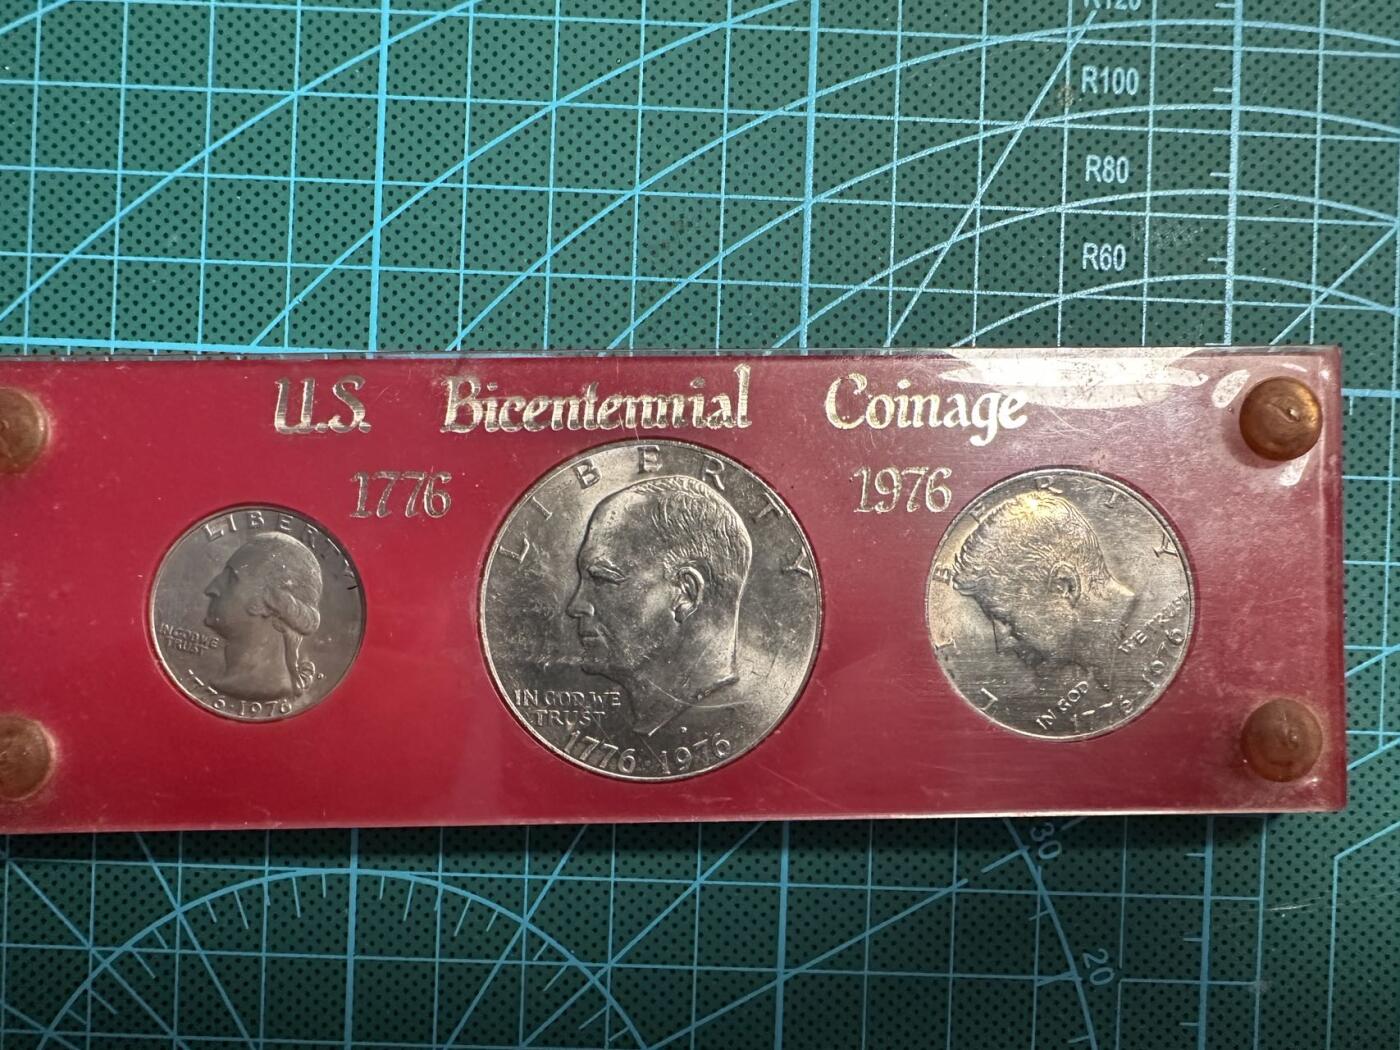 R120
R100
R80
R60
U.S. Bicentennial Coinage
1776 1976
LIBERTY
IN GOD WE
TRUST
1776·1976
LIBERTY
IN GOD WE
TRUST
1776·1976
LIBERTY
IN GOD WE TRUST
1776·1976
30
20